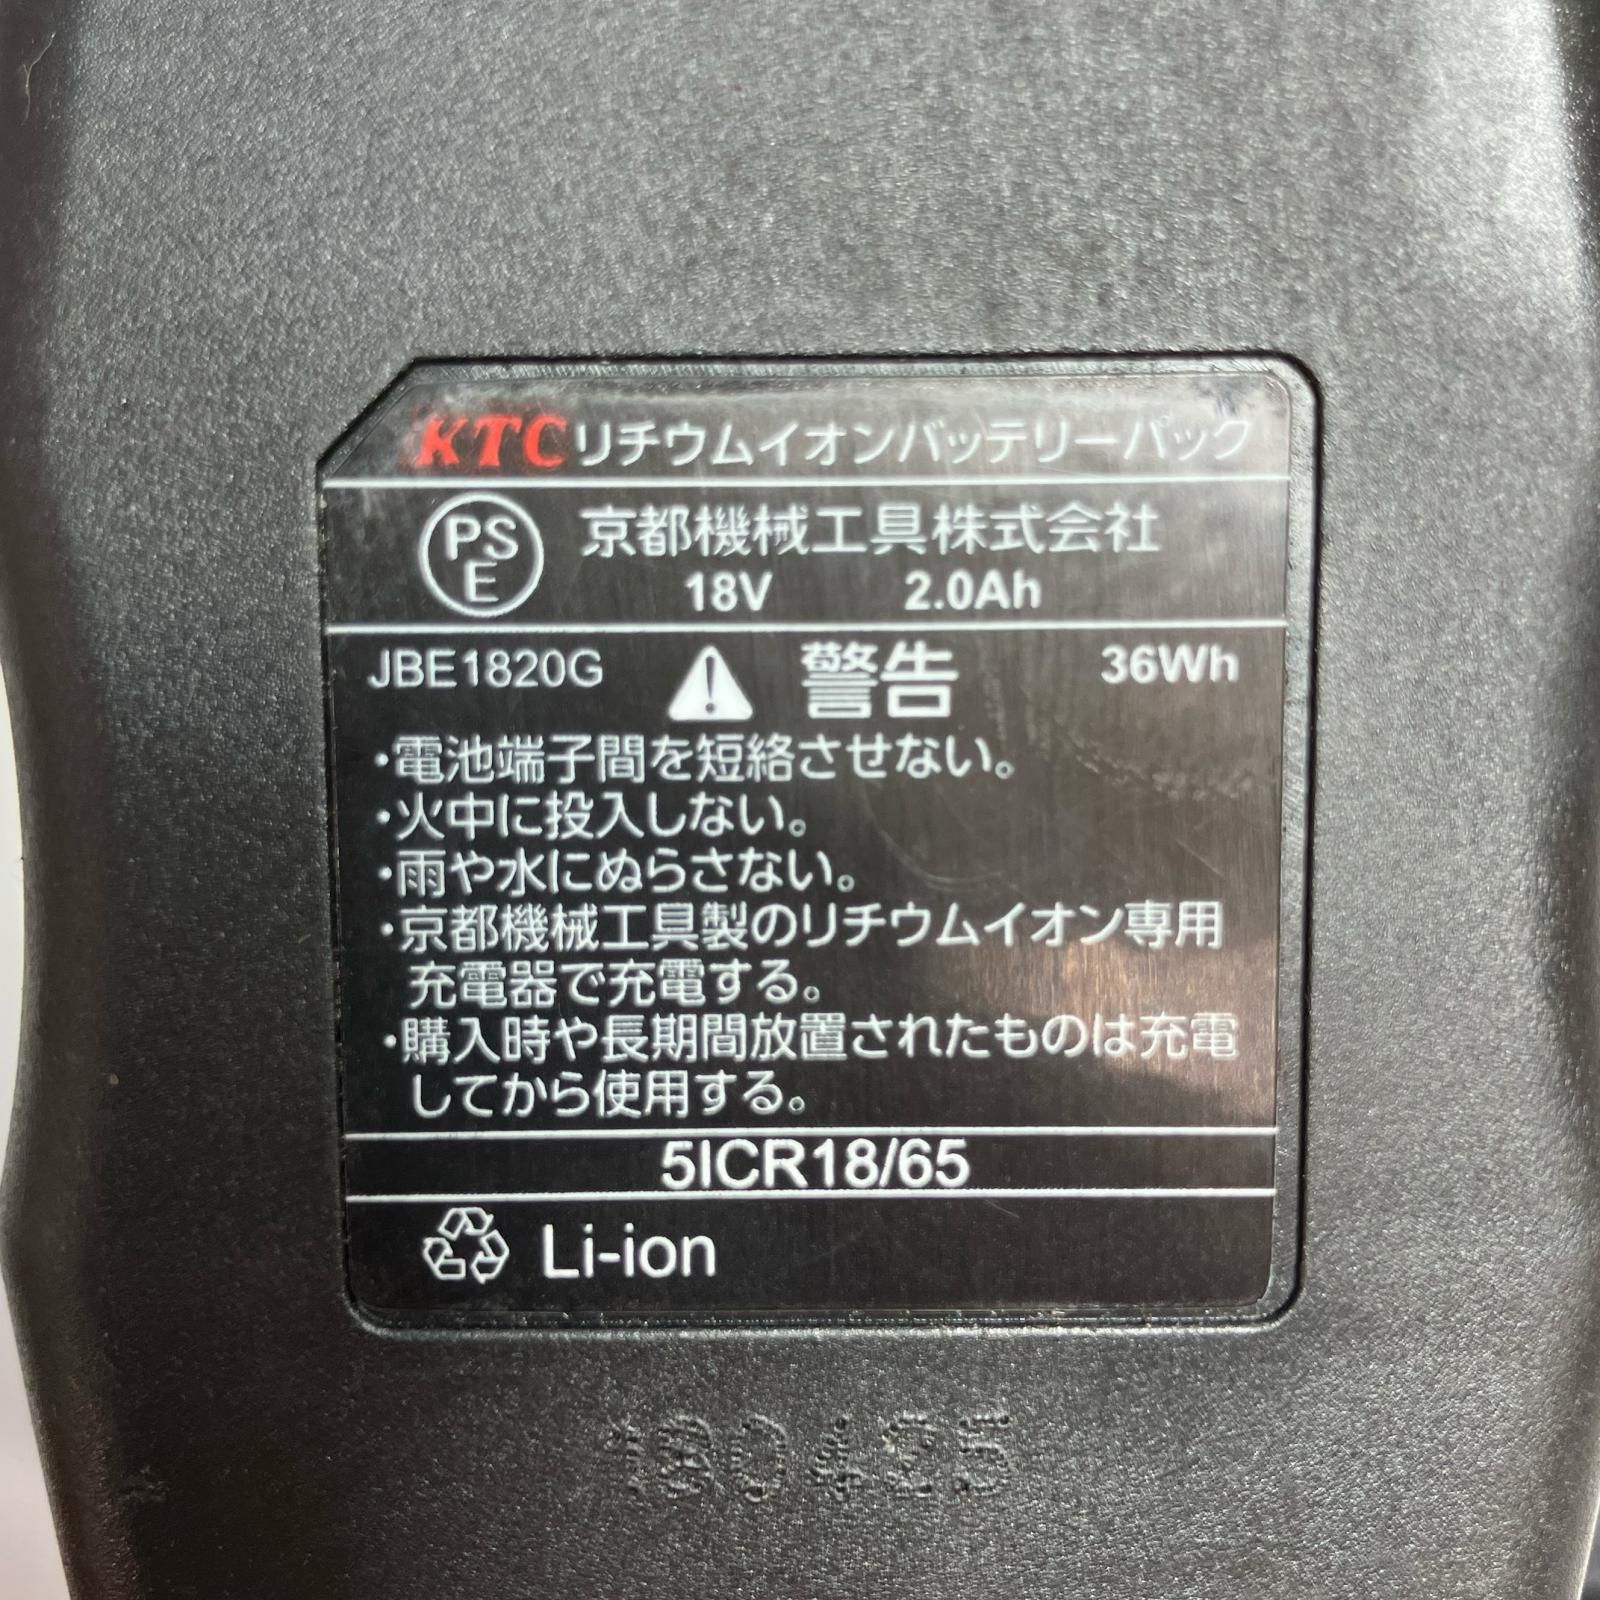 KTCリチウムイオンバッテリーパック
PS
E
京都機械工具株式会社
18V 2.0Ah
JBE1820G 警告 36Wh
・電池端子間を短絡させない。
・火中に投入しない。
・雨や水にぬらさない。
・京都機械工具製のリチウムイオン専用
充電器で充電する。
・購入時や長期間放置されたものは充電
してから使用する。
5ICR18/65
Li-ion